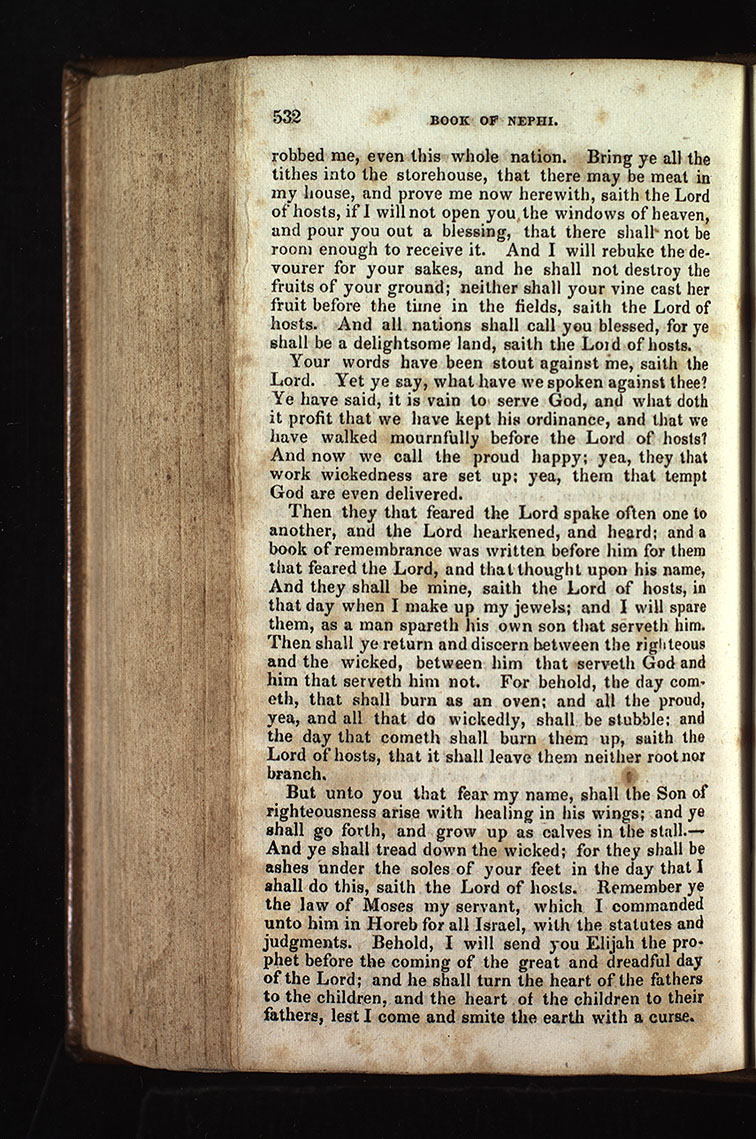 532
BOOK OF NEPHI.
robbed me, even this whole nation. Bring ye all the
tithes into the storehouse, that there may be meat in
my house, and prove me now herewith, saith the Lord
of hosts, if I will not open you the windows of heaven,
and pour you out a blessing, that there shall not be
room enough to receive it. And I will rebuke the de-
vourer for your sakes, and he shall not destroy the
fruits of your ground; neither shall your vine cast her
fruit before the time in the fields, saith the Lord of
hosts. And all nations shall call you blessed, for ye
shall be a delightsome land, saith the Lord of hosts.
Your words have been stout against me, saith the
Lord. Yet ye say, what have we spoken against thee?
Ye have said, it is vain to serve God, and what doth
it profit that we have kept his ordinance, and that we
have walked mournfully before the Lord of hosts?
And now we call the proud happy; yea, they that
work wickedness are set up; yea, them that tempt
God are even delivered.
Then they that feared the Lord spake often one to
another, and the Lord hearkened, and heard; and a
book of remembrance was written before him for them
that feared the Lord, and that thought upon his name,
And they shall be mine, saith the Lord of hosts, in
that day when I make up my jewels; and I will spare
them, as a man spareth his own son that serveth him.
Then shall ye return and discern between the righteous
and the wicked, between him that serveth God and
him that serveth him not. For behold, the day com-
eth, that shall burn as an oven; and all the proud,
yea, and all that do wickedly, shall be stubble; and
the day that cometh shall burn them up, saith the
Lord of hosts, that it shall leave them neither root nor
branch.
But unto you that fear my name, shall the Son of
righteousness arise with healing in his wings; and ye
shall go forth, and grow up as calves in the stall.—
And ye shall tread down the wicked; for they shall be
ashes under the soles of your feet in the day that I
shall do this, saith the Lord of hosts. Remember ye
the law of Moses my servant, which I commanded
unto him in Horeb for all Israel, with the statutes and
judgments. Behold, I will send you Elijah the pro-
phet before the coming of the great and dreadful day
of the Lord; and he shall turn the heart of the fathers
to the children, and the heart of the children to their
fathers, lest I come and smite the earth with a curse.